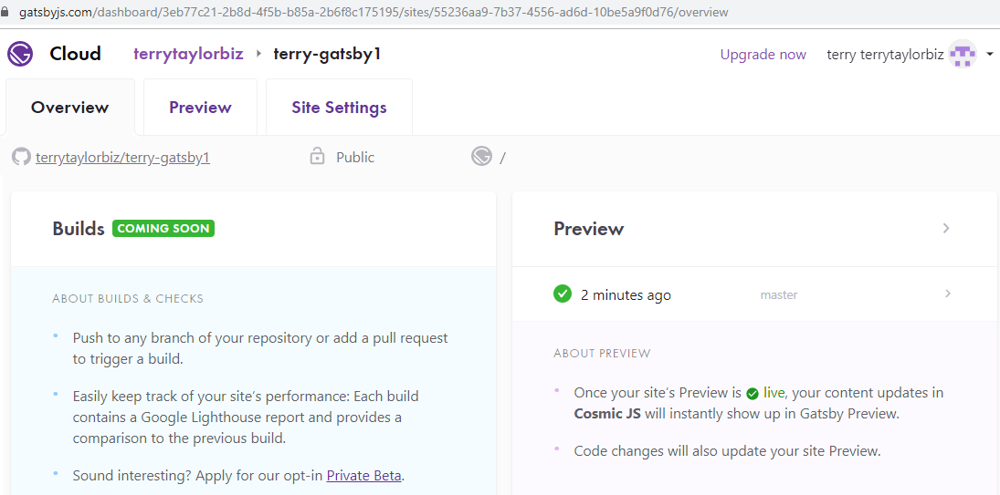 gatsbyjs.com/dashboard/3eb77c21-2b8d-4f5b-b85a-2b6f8c175195/sites/55236aa9-7b37-4556-ad6d-10be5a9f0d76/overview
Cloud terrytaylorbiz ▸ terry-gatsby1 Upgrade now terry terrytaylorbiz
Overview Preview Site Settings
terrytaylorbiz/terry-gatsby1 Public /
Builds COMING SOON
ABOUT BUILDS & CHECKS
Push to any branch of your repository or add a pull request
to trigger a build.
Easily keep track of your site’s performance: Each build
contains a Google Lighthouse report and provides a
comparison to the previous build.
Sound interesting? Apply for our opt-in Private Beta.
Preview
2 minutes ago master
ABOUT PREVIEW
Once your site’s Preview is live, your content updates in
Cosmic JS will instantly show up in Gatsby Preview.
Code changes will also update your site Preview.